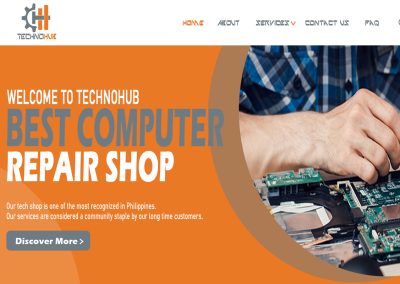 TECHNOHUB
HOME ABOUT SERVICES CONTACT US FAQ
WELCOME TO TECHNOHUB
BEST COMPUTER
REPAIR SHOP
Our tech shop is one of the most recognized in Philippines.
Our services are considered a community staple by our long time customers.
Discover More >